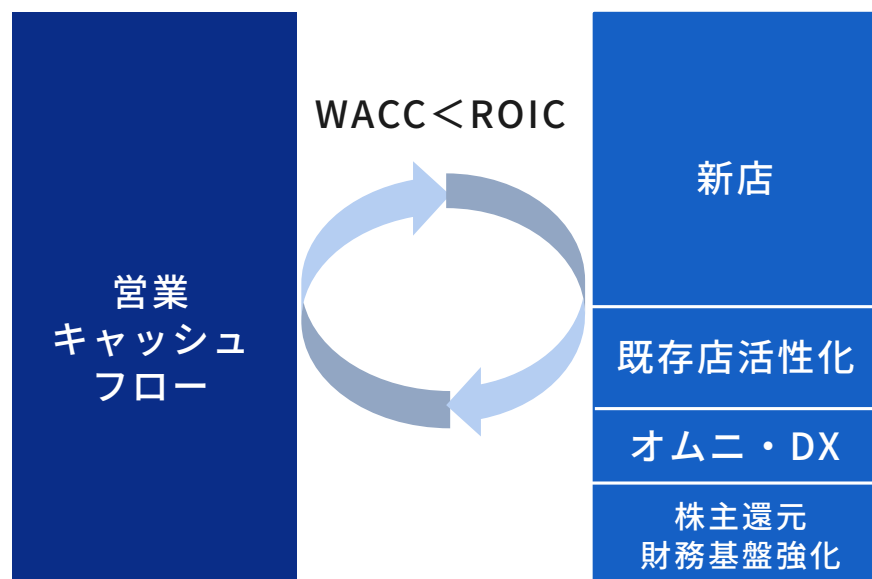 営業
キャッシュ
フロー
WACC＜ROIC
新店
既存店活性化
オムニ・DX
株主還元
財務基盤強化